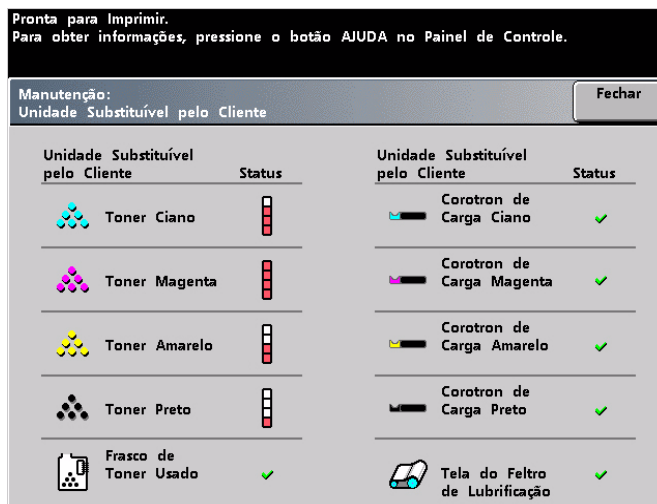 Pronta para Imprimir.
Para obter informações, pressione o botão AJUDA no Painel de Controle.
Manutenção:
Unidade Substituível pelo Cliente
Fechar
Unidade Substituível
pelo Cliente
Status
Toner Ciano
Toner Magenta
Toner Amarelo
Toner Preto
Frasco de
Toner Usado
Unidade Substituível
pelo Cliente
Status
Corotron de
Carga Ciano
Corotron de
Carga Magenta
Corotron de
Carga Amarelo
Corotron de
Carga Preto
Tela do Feltro
de Lubrificação